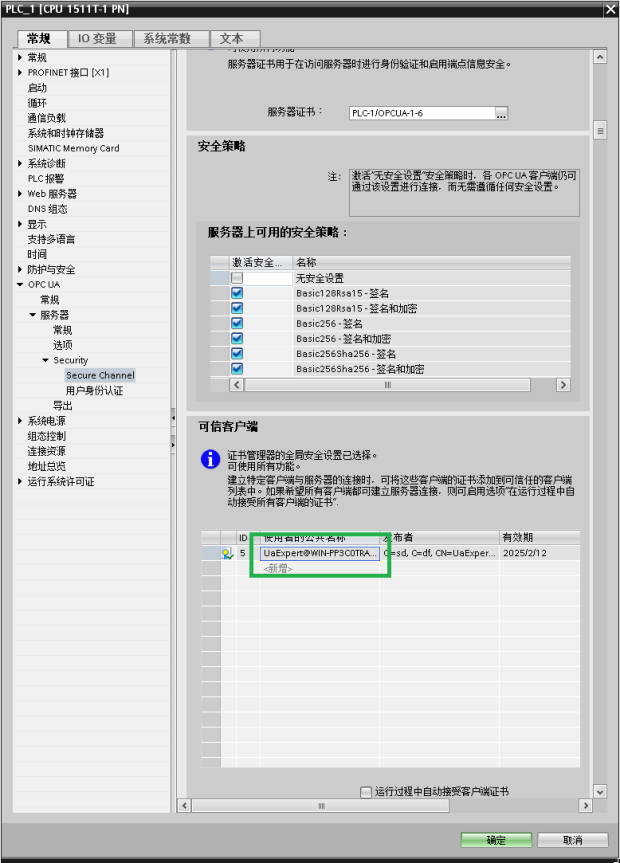 PLC_1 [CPU 1511T-1 PN]
常规 IO 变量 系统常数 文本
常规
PROFINET 接口 [X1]
启动
循环
通信负载
系统和时钟存储器
SIMATIC Memory Card
系统诊断
PLC 报警
Web 服务器
DNS 组态
显示
支持多语言
时间
防护与安全
OPC UA
常规
服务器
常规
选项
Security
Secure Channel
用户身份认证
导出
系统电源
组态控制
连接资源
地址总览
运行系统许可证
服务器证书用于在访问服务器时进行身份验证和启用端点信息安全。
服务器证书： PLC-1/OPCUA-1-6 ...
安全策略
注: 激活“无安全设置”安全策略时，各 OPC UA 客户端仍可
通过该设置进行连接，而无需遵循任何安全设置。
服务器上可用的安全策略：
激活安全... 名称
无安全设置
Basic128Rsa15 - 签名
Basic128Rsa15 - 签名和加密
Basic256 - 签名
Basic256 - 签名和加密
Basic256Sha256 - 签名
Basic256Sha256 - 签名和加密
可信客户端
证书管理器的全局安全设置已选择。
可使用所有功能。
建立特定客户端与服务器的连接时，可将这些客户端的证书添加到可信任的客户端
列表中。如果希望所有客户端都可建立服务器连接，则可启用选项“在运行过程中自
动接受所有客户端的证书”.
ID 使用者的公共名称 发布者 有效期
5 UaExpert@WIN-PP3C0TRA... C=sd, C=df, CN=UaExper... 2025/2/12
<新增>
运行过程中自动接受客户端证书
确定 取消